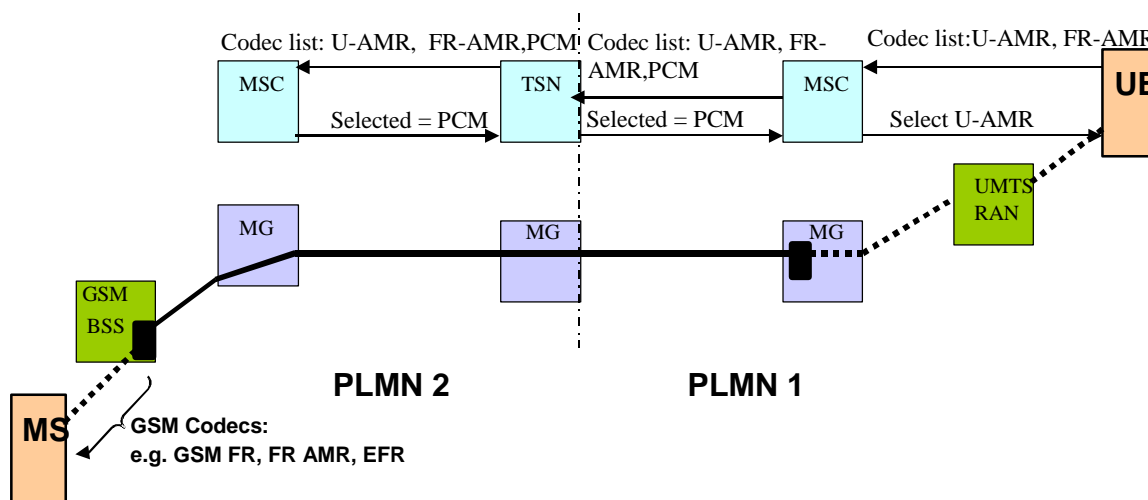 Codec list: U-AMR, FR-AMR,PCM
Codec list: U-AMR, FR-
AMR,PCM
Codec list:U-AMR, FR-AMR
MSC
TSN
MSC
UE
Selected = PCM
Selected = PCM
Select U-AMR
UMTS
RAN
MG
MG
MG
GSM
BSS
PLMN 2
PLMN 1
MS
GSM Codecs:
e.g. GSM FR, FR AMR, EFR